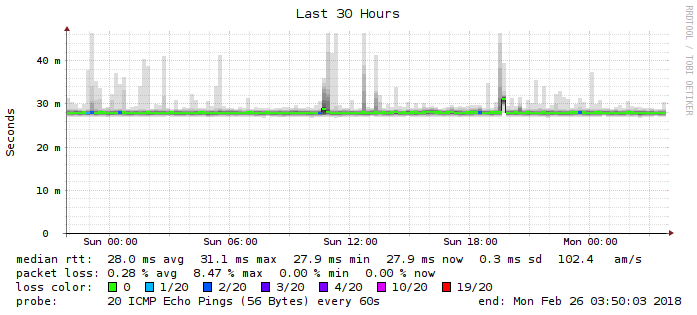 Last 30 Hours
RRDTOOL / TOBI OETIKER
Seconds
40 m
30 m
20 m
10 m
0
Sun 00:00 Sun 06:00 Sun 12:00 Sun 18:00 Mon 00:00
median rtt: 28.0 ms avg 31.1 ms max 27.9 ms min 27.9 ms now 0.3 ms sd 102.4 am/s
packet loss: 0.28 % avg 8.47 % max 0.00 % min 0.00 % now
loss color: 0 1/20 2/20 3/20 4/20 10/20 19/20
probe: 20 ICMP Echo Pings (56 Bytes) every 60s end: Mon Feb 26 03:50:03 2018